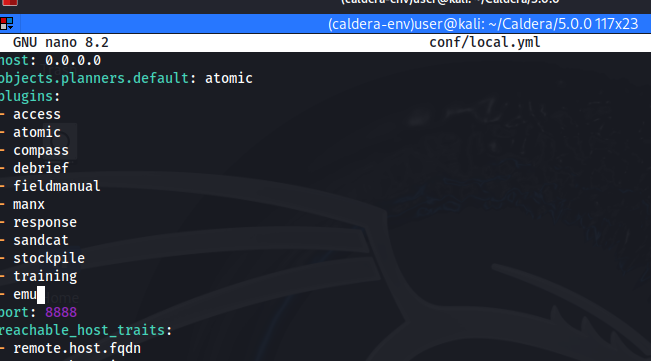 (caldera-env)user@kali: ~/Caldera/5.0.0
(caldera-env)user@kali: ~/Caldera/5.0.0 117x23
GNU nano 8.2 conf/local.yml
host: 0.0.0.0
objects.planners.default: atomic
plugins:
- access
- atomic
- compass
- debrief
- fieldmanual
- manx
- response
- sandcat
- stockpile
- training
- emu
port: 8888
reachable_host_traits:
- remote.host.fqdn